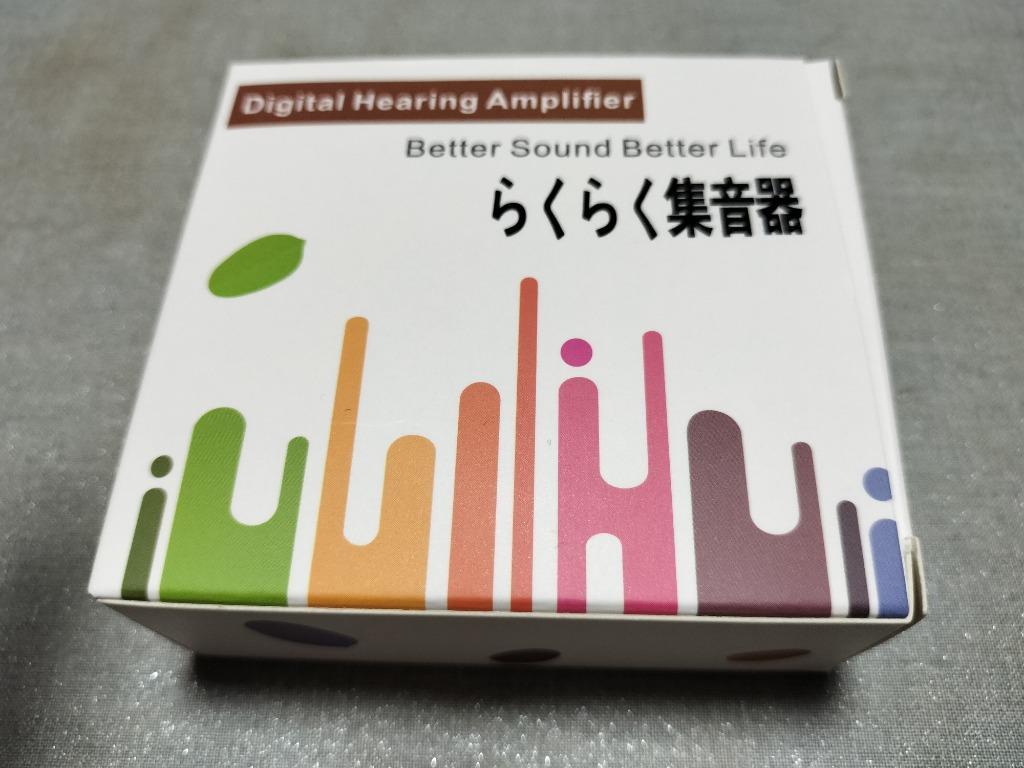 Digital Hearing Amplifier
Better Sound Better Life
らくらく集音器